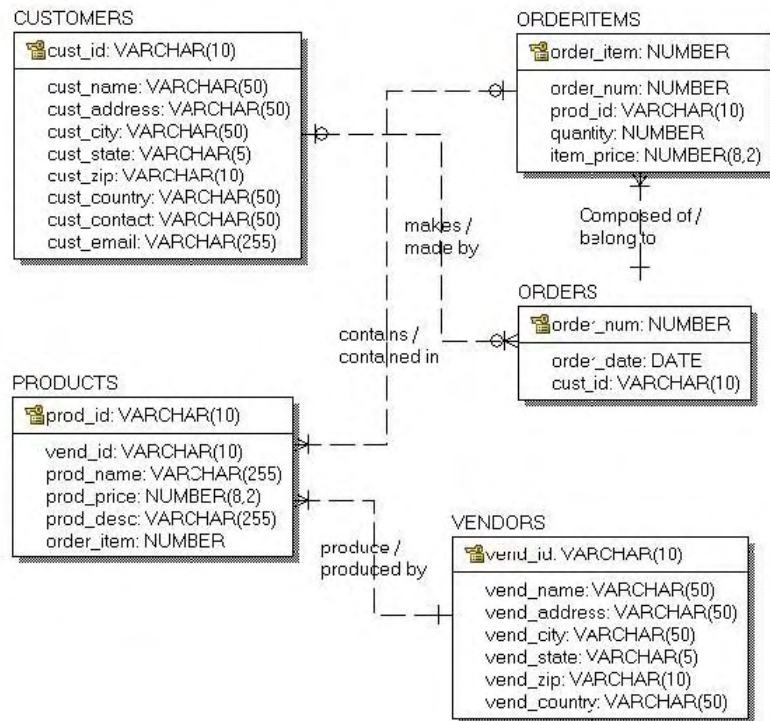 CUSTOMERS
cust_id: VARCHAR(10)
cust_name: VARCHAR(50)
cust_address: VARCHAR(50)
cust_city: VARCHAR(50)
cust_state: VARCHAR(5)
cust_zip: VARCHAR(10)
cust_country: VARCHAR(50)
cust_contact: VARCHAR(50)
cust_email: VARCHAR(255)
ORDERITEMS
order_item: NUMBER
order_num: NUMBER
prod_id: VARCHAR(10)
quantity: NUMBER
item_price: NUMBER(8,2)
makes /
made by
Composed of /
belong to
ORDERS
order_num: NUMBER
order_date: DATE
cust_id: VARCHAR(10)
contains /
contained in
PRODUCTS
prod_id: VARCHAR(10)
vend_id: VARCHAR(10)
prod_name: VARCHAR(255)
prod_price: NUMBER(8,2)
prod_desc: VARCHAR(255)
order_item: NUMBER
produce /
produced by
VENDORS
vend_id: VARCHAR(10)
vend_name: VARCHAR(50)
vend_address: VARCHAR(50)
vend_city: VARCHAR(50)
vend_state: VARCHAR(5)
vend_zip: VARCHAR(10)
vend_country: VARCHAR(50)